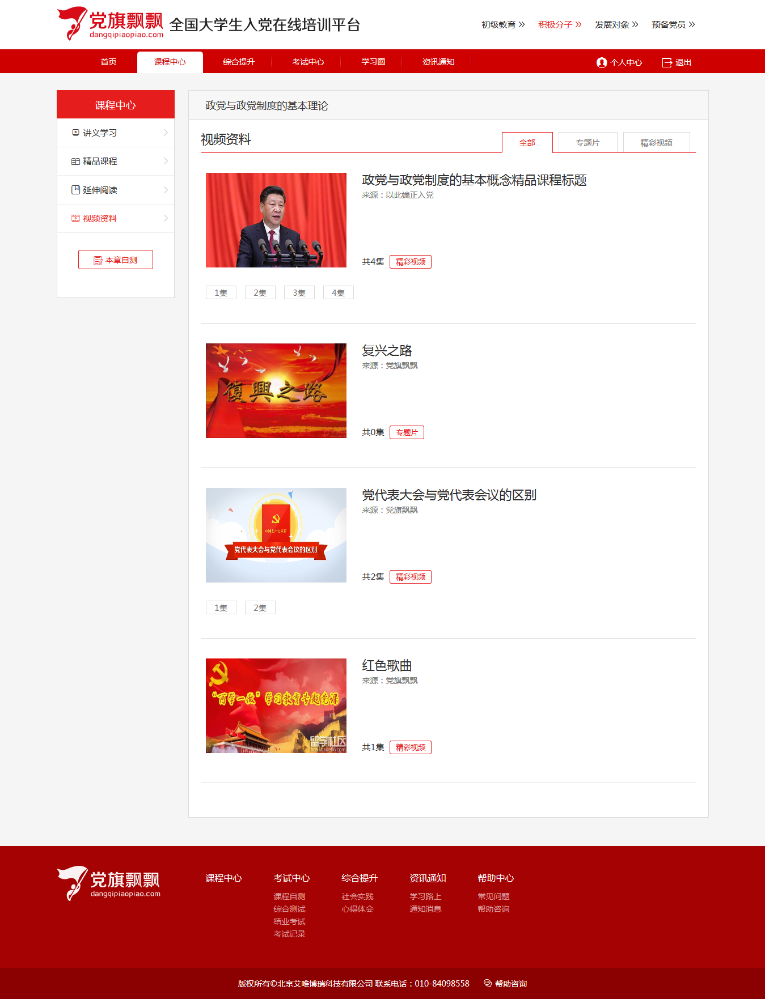 党旗飘飘
dangqipiaopiao.com
全国大学生入党在线培训平台
初级教育
积极分子
发展对象
预备党员
首页
课程中心
综合提升
考试中心
学习圈
资讯通知
个人中心
退出
课程中心
讲义学习
精品课程
延伸阅读
视频资料
本章自测
政党与政党制度的基本理论
视频资料
全部
专题片
精彩视频
政党与政党制度的基本概念精品课程标题
来源：以此端正入党
共4集 精彩视频
1集
2集
3集
4集
復興之路
复兴之路
来源：党旗飘飘
共0集 专题片
中国共产党章程
党代表大会与党代表会议的区别
党代表大会与党代表会议的区别
来源：党旗飘飘
共2集 精彩视频
1集
2集
“两学一做”学习教育专题党课
留学社区
bbs.liuxue86.com
红色歌曲
来源：党旗飘飘
共1集 精彩视频
党旗飘飘
dangqipiaopiao.com
课程中心
考试中心
课程自测
综合测试
结业考试
考试记录
综合提升
社会实践
心得体会
资讯通知
学习路上
通知消息
帮助中心
常见问题
帮助咨询
版权所有©北京艾唯博瑞科技有限公司 联系电话：010-84098558 帮助咨询